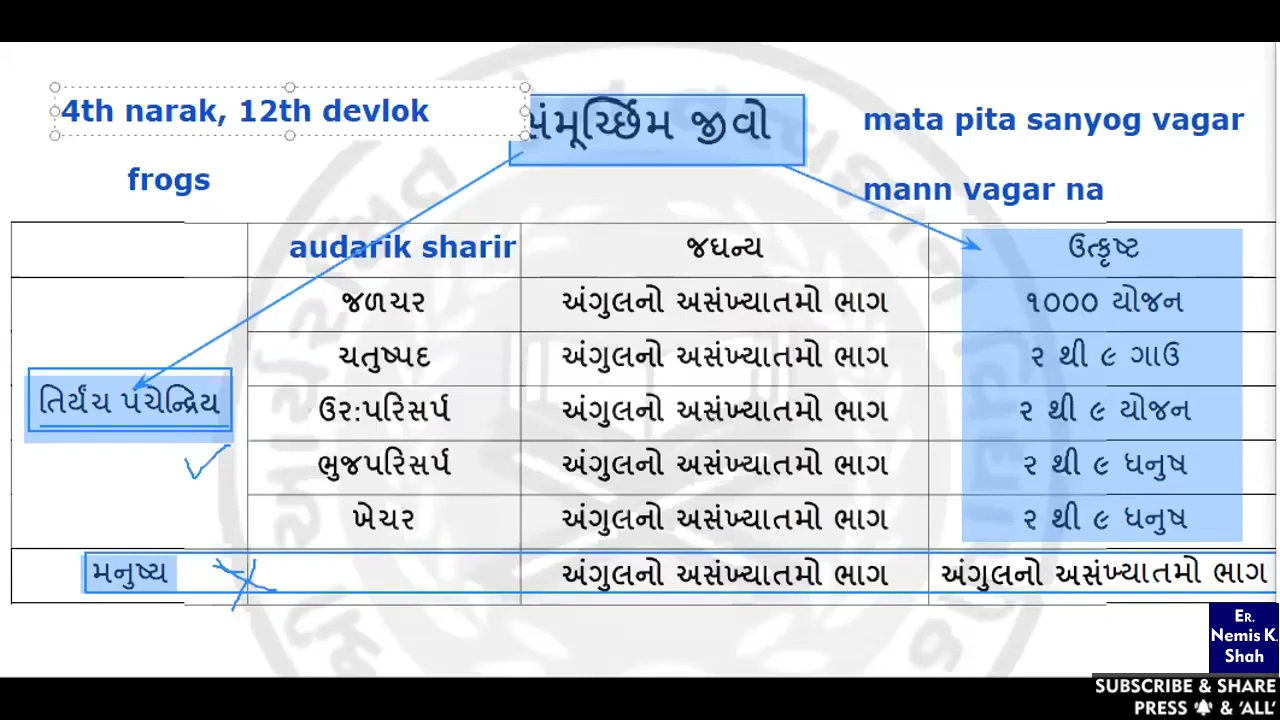 4th narak, 12th devlok
સંમૂર્ચ્છિમ જીવો
mata pita sanyog vagar
frogs
mann vagar na
audarik sharir જઘન્ય ઉત્કૃષ્ટ
જળચર અંગુલનો અસંખ્યાતમો ભાગ ૧૦૦૦ યોજન
ચતુષ્પદ અંગુલનો અસંખ્યાતમો ભાગ ૨ થી ૯ ગાઉ
તિર્યંચ પંચેન્દ્રિય ઉર:પરિસર્પ અંગુલનો અસંખ્યાતમો ભાગ ૨ થી ૯ યોજન
ભુજપરિસર્પ અંગુલનો અસંખ્યાતમો ભાગ ૨ થી ૯ ધનુષ
ખેચર અંગુલનો અસંખ્યાતમો ભાગ ૨ થી ૯ ધનુષ
મનુષ્ય અંગુલનો અસંખ્યાતમો ભાગ અંગુલનો અસંખ્યાતમો ભાગ
ER.
Nemis K.
Shah
SUBSCRIBE & SHARE
PRESS & 'ALL'